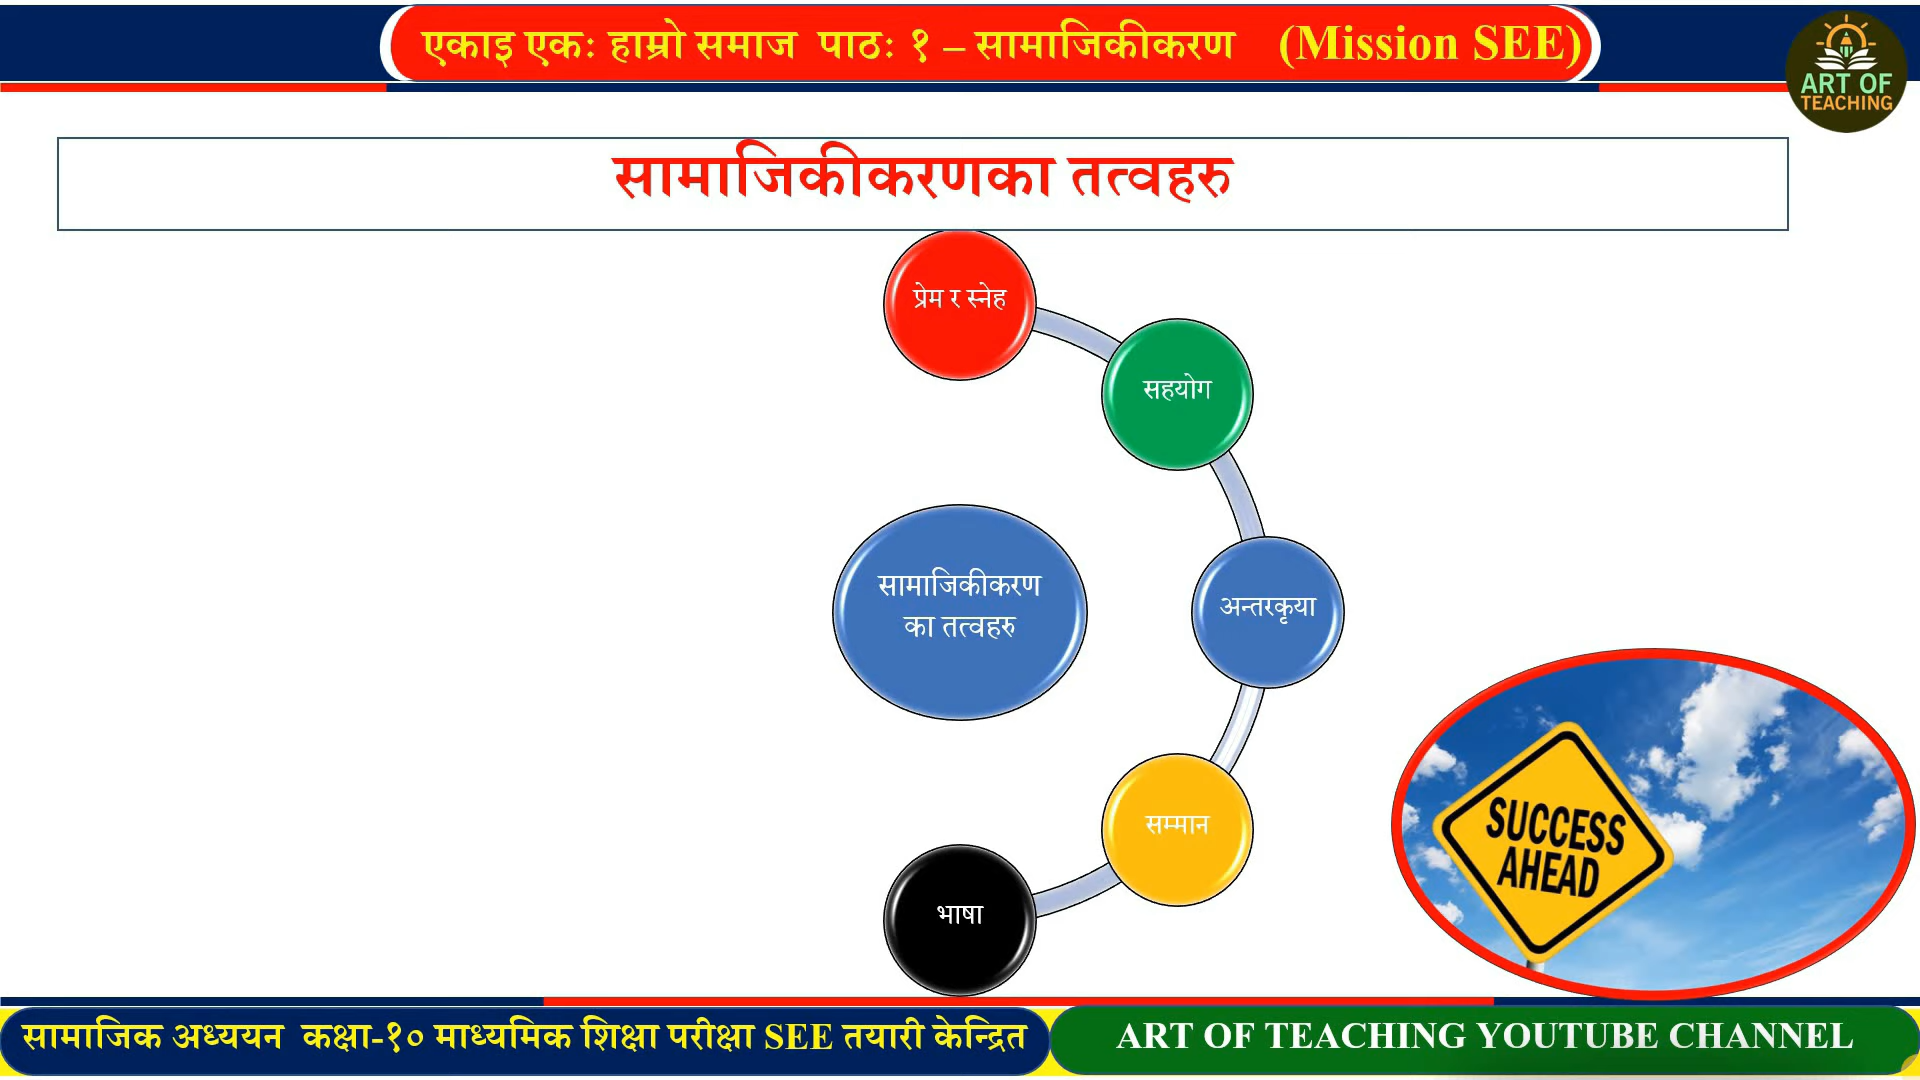 एकाइ एकः हाम्रो समाज पाठः १ – सामाजिकीकरण (Mission SEE)
ART OF
TEACHING
सामाजिकीकरणका तत्वहरु
प्रेम र स्नेह
सहयोग
सामाजिकीकरण
का तत्वहरु
अन्तरकृया
सम्मान
भाषा
SUCCESS
AHEAD
सामाजिक अध्ययन कक्षा-१० माध्यमिक शिक्षा परीक्षा SEE तयारी केन्द्रित
ART OF TEACHING YOUTUBE CHANNEL